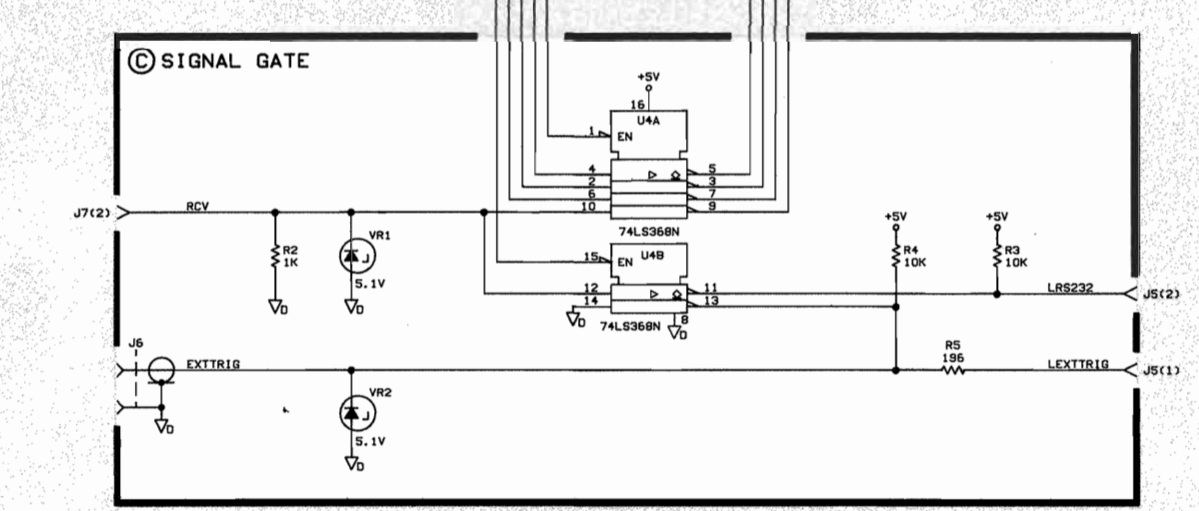 C SIGNAL GATE
+5V
16
U4A
1
EN
4
5
2
3
6
7
J7(2)
RCV
10
9
74LS368N
+5V
+5V
R2
1K
VR1
5.1V
15
EN
U4B
R4
10K
R3
10K
12
11
LRS232
J5(2)
14
13
D
D
D
74LS368N
8
D
J6
EXTTRIG
R5
196
LEXTTRIG
J5(1)
VR2
5.1V
D
D